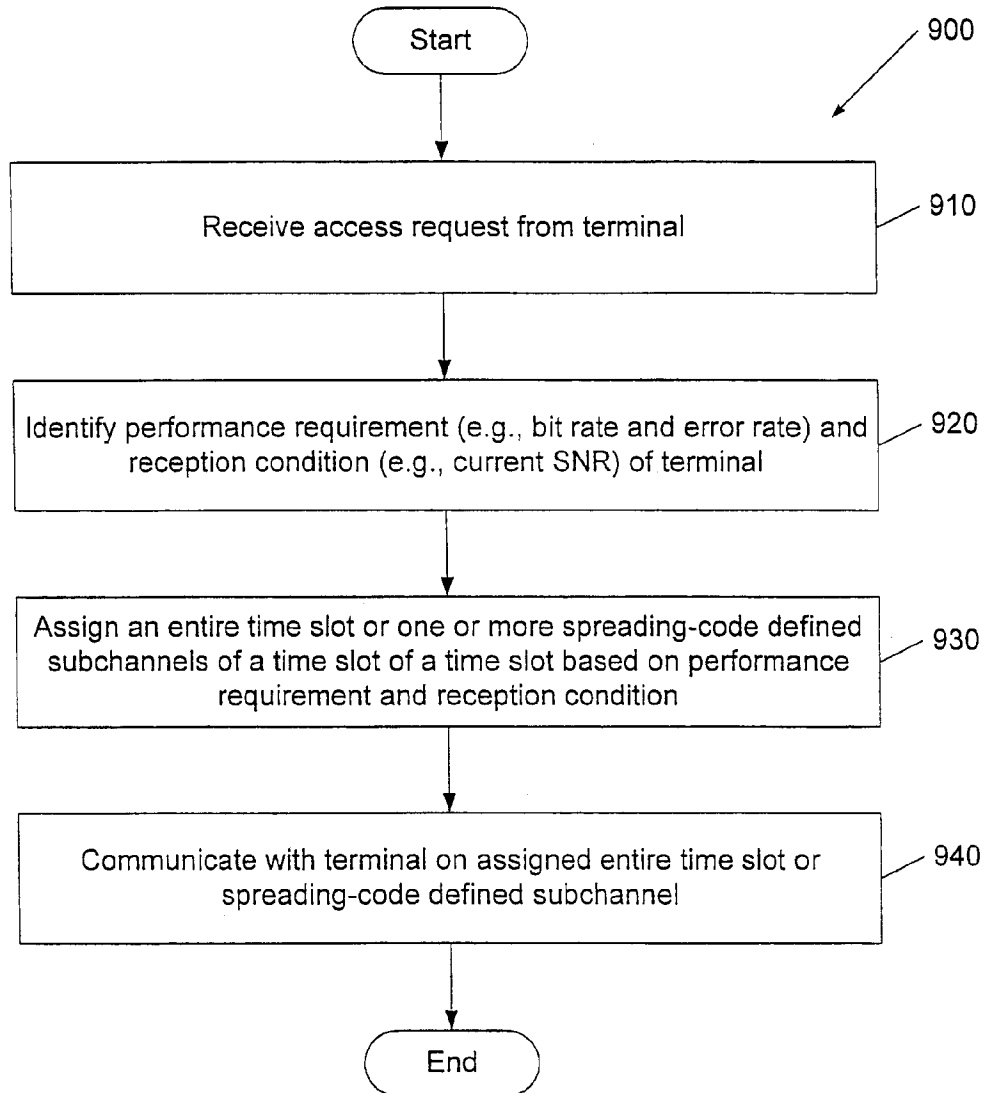 Start
900
Receive access request from terminal
910
Identify performance requirement (e.g., bit rate and error rate) and
reception condition (e.g., current SNR) of terminal
920
Assign an entire time slot or one or more spreading-code defined
subchannels of a time slot of a time slot based on performance
requirement and reception condition
930
Communicate with terminal on assigned entire time slot or
spreading-code defined subchannel
940
End